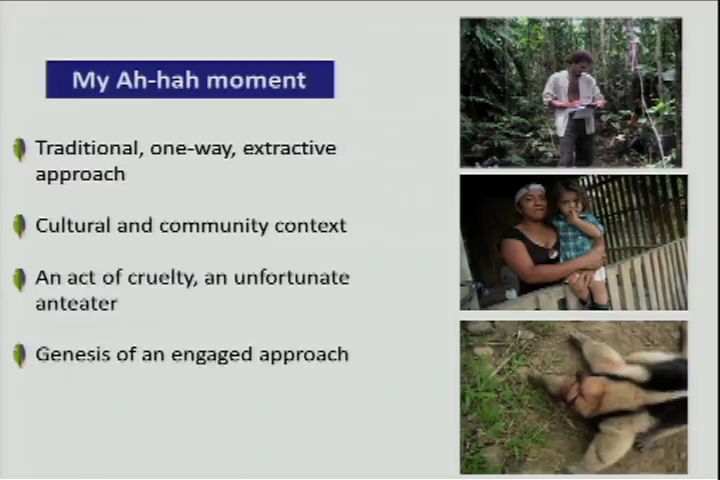 My Ah-hah moment
Traditional, one-way, extractive
approach
Cultural and community context
An act of cruelty, an unfortunate
anteater
Genesis of an engaged approach